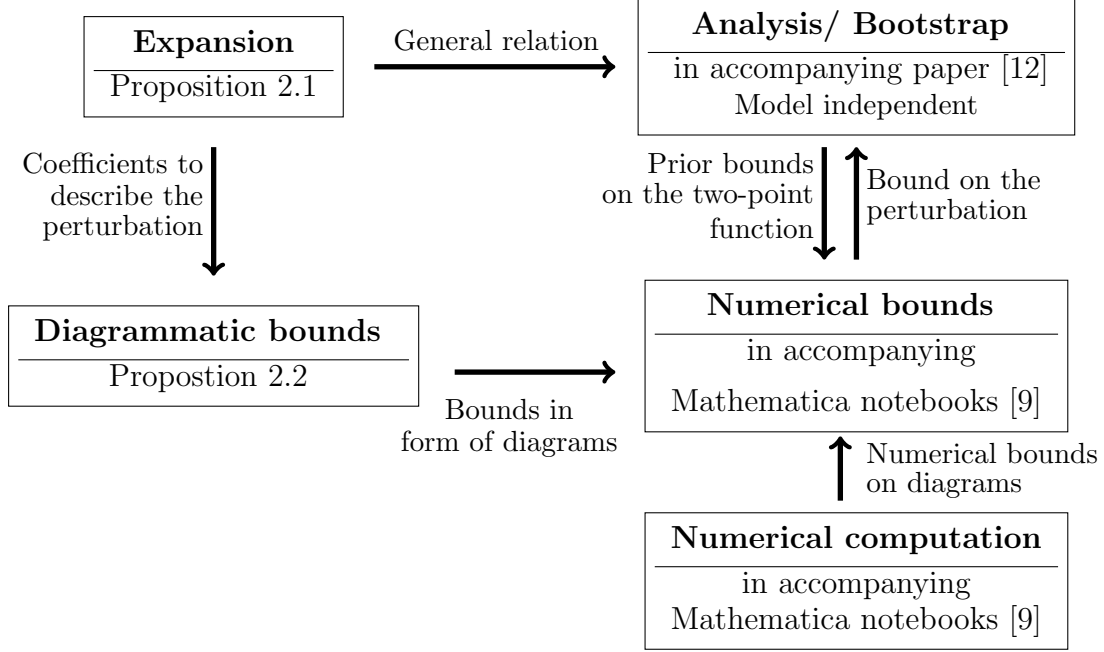 Expansion
Proposition 2.1
General relation
Analysis/ Bootstrap
in accompanying paper [12]
Model independent
Coefficients to
describe the
perturbation
Prior bounds
on the two-point
function
Bound on the
perturbation
Diagrammatic bounds
Propostion 2.2
Bounds in
form of diagrams
Numerical bounds
in accompanying
Mathematica notebooks [9]
Numerical bounds
on diagrams
Numerical computation
in accompanying
Mathematica notebooks [9]